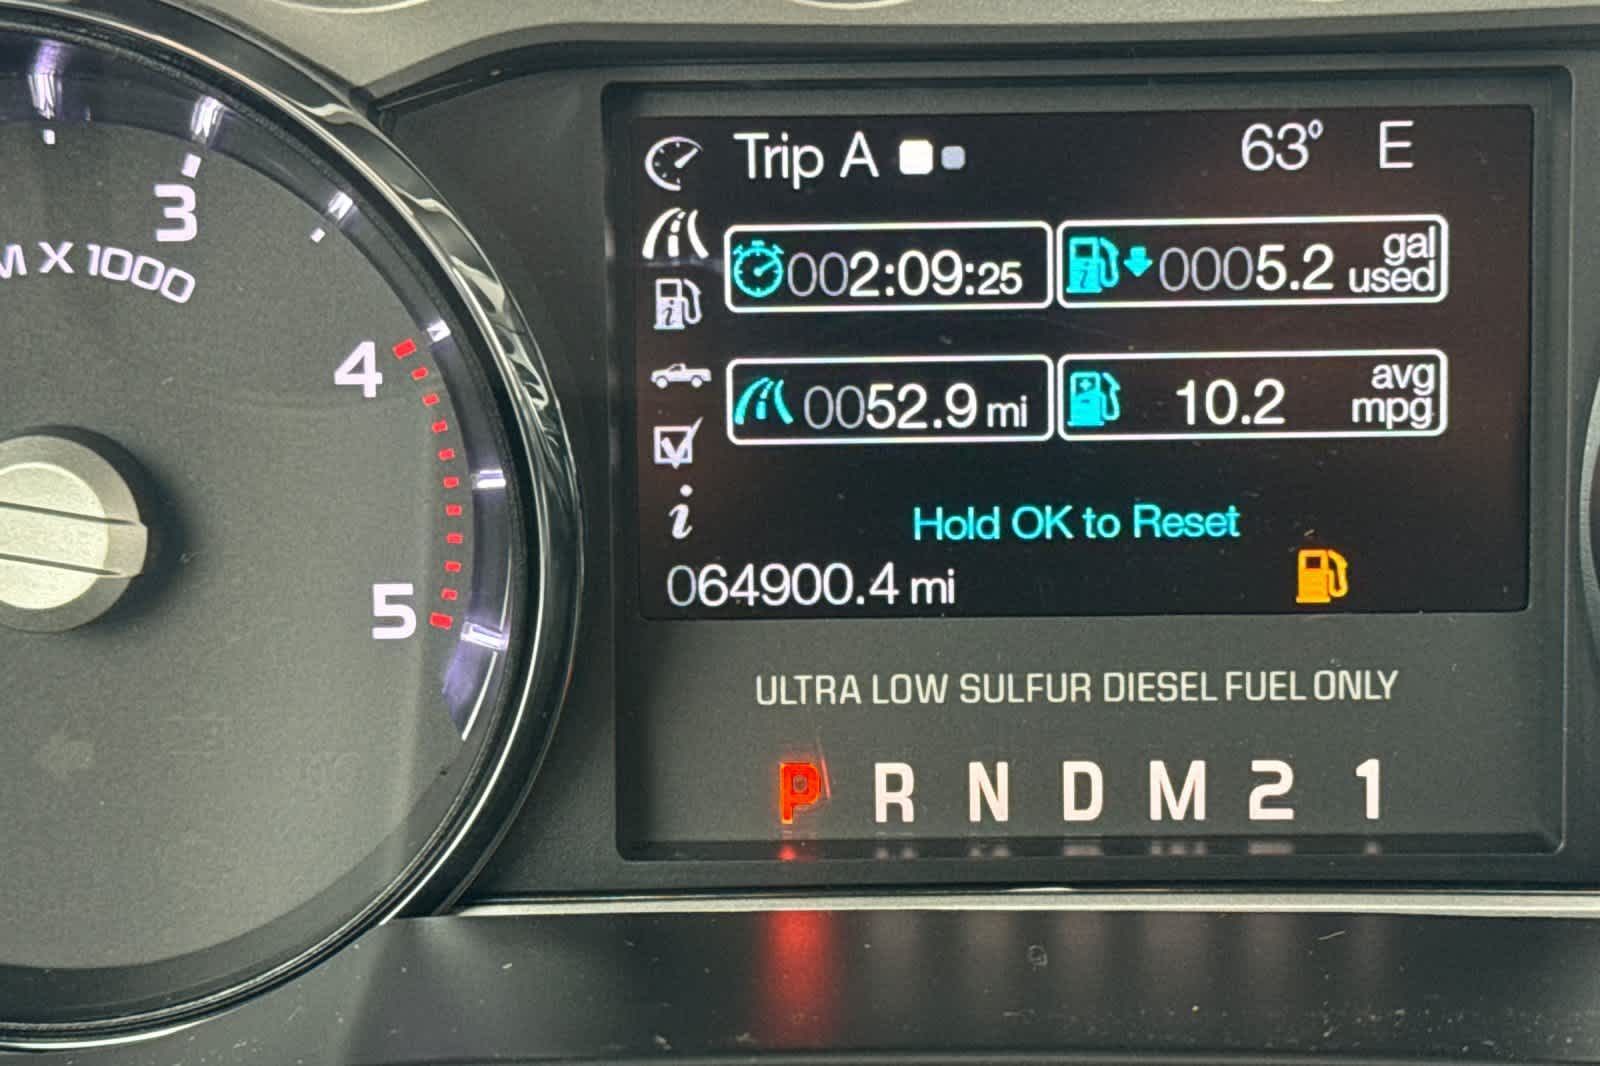 3
M X 1000
4
5
Trip A
63° E
002:09:25
0005.2 gal used
0052.9 mi
10.2 avg mpg
Hold OK to Reset
064900.4 mi
ULTRA LOW SULFUR DIESEL FUEL ONLY
P R N D M 2 1